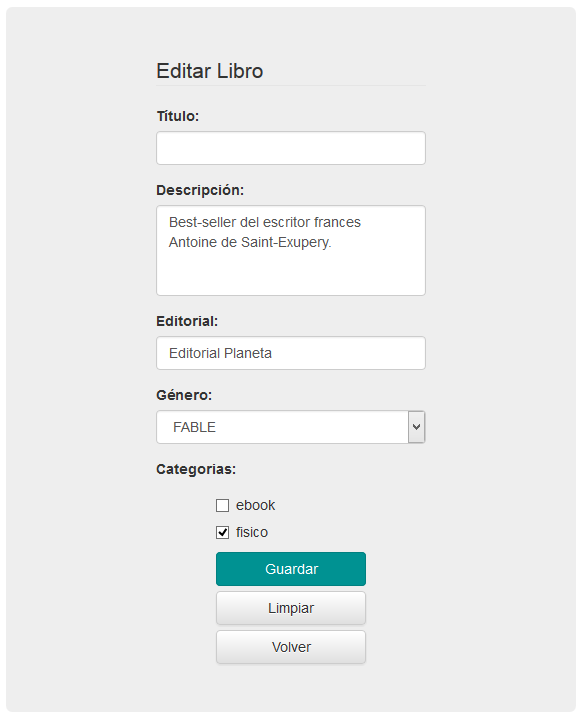 Editar Libro
Título:
Descripción:
Best-seller del escritor frances
Antoine de Saint-Exupery.
Editorial:
Editorial Planeta
Género:
FABLE
Categorias:
ebook
fisico
Guardar
Limpiar
Volver